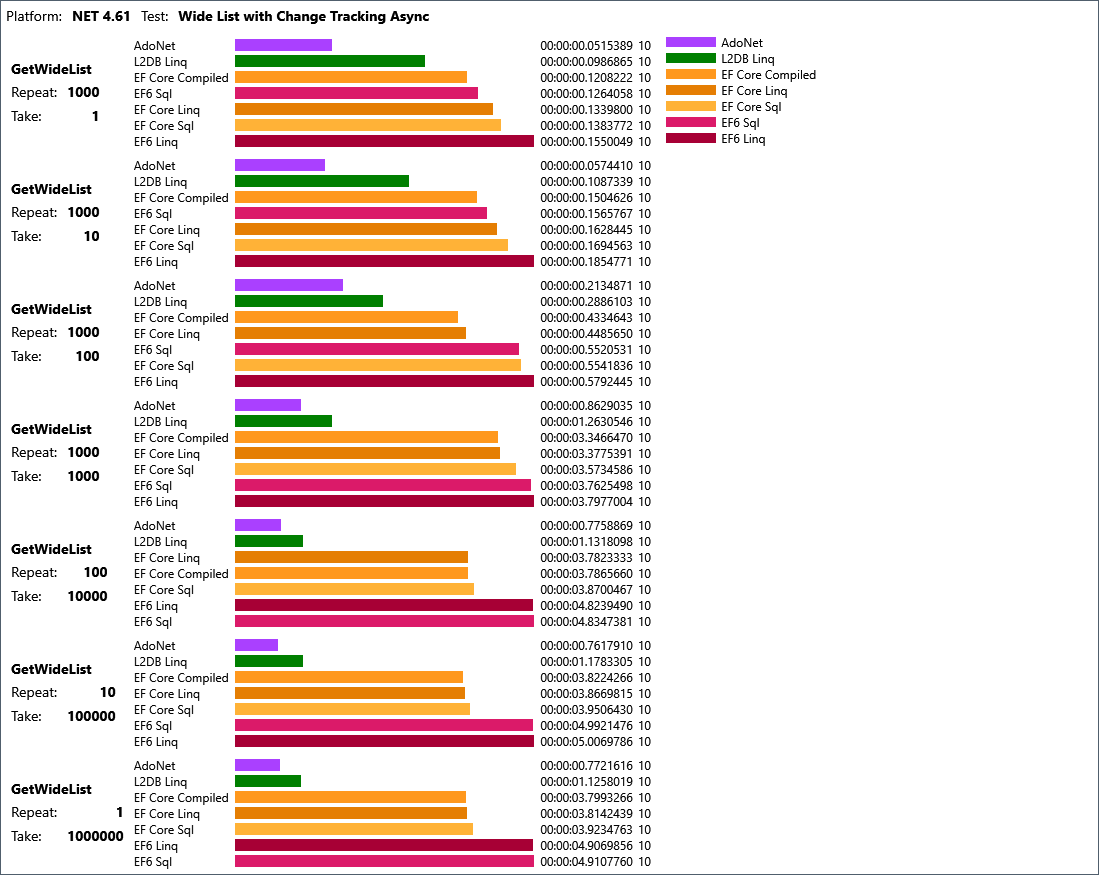 Platform: NET 4.61 Test: Wide List with Change Tracking Async
GetWideList
Repeat: 1000
Take: 1
AdoNet 00:00:00.0515389 10
L2DB Linq 00:00:00.0986865 10
EF Core Compiled 00:00:00.1208222 10
EF6 Sql 00:00:00.1264058 10
EF Core Linq 00:00:00.1339800 10
EF Core Sql 00:00:00.1383772 10
EF6 Linq 00:00:00.1550049 10
AdoNet
L2DB Linq
EF Core Compiled
EF Core Linq
EF Core Sql
EF6 Sql
EF6 Linq
GetWideList
Repeat: 1000
Take: 10
AdoNet 00:00:00.0574410 10
L2DB Linq 00:00:00.1087339 10
EF Core Compiled 00:00:00.1504626 10
EF6 Sql 00:00:00.1565767 10
EF Core Linq 00:00:00.1628445 10
EF Core Sql 00:00:00.1694563 10
EF6 Linq 00:00:00.1854771 10
GetWideList
Repeat: 1000
Take: 100
AdoNet 00:00:00.2134871 10
L2DB Linq 00:00:00.2886103 10
EF Core Compiled 00:00:00.4334643 10
EF Core Linq 00:00:00.4485650 10
EF6 Sql 00:00:00.5520531 10
EF Core Sql 00:00:00.5541836 10
EF6 Linq 00:00:00.5792445 10
GetWideList
Repeat: 1000
Take: 1000
AdoNet 00:00:00.8629035 10
L2DB Linq 00:00:01.2630546 10
EF Core Compiled 00:00:03.3466470 10
EF Core Linq 00:00:03.3775391 10
EF Core Sql 00:00:03.5734586 10
EF6 Sql 00:00:03.7625498 10
EF6 Linq 00:00:03.7977004 10
GetWideList
Repeat: 100
Take: 10000
AdoNet 00:00:00.7758869 10
L2DB Linq 00:00:01.1318098 10
EF Core Linq 00:00:03.7823333 10
EF Core Compiled 00:00:03.7865660 10
EF Core Sql 00:00:03.8700467 10
EF6 Linq 00:00:04.8239490 10
EF6 Sql 00:00:04.8347381 10
GetWideList
Repeat: 10
Take: 100000
AdoNet 00:00:00.7617910 10
L2DB Linq 00:00:01.1783305 10
EF Core Compiled 00:00:03.8224266 10
EF Core Linq 00:00:03.8669815 10
EF Core Sql 00:00:03.9506430 10
EF6 Sql 00:00:04.9921476 10
EF6 Linq 00:00:05.0069786 10
GetWideList
Repeat: 1
Take: 1000000
AdoNet 00:00:00.7721616 10
L2DB Linq 00:00:01.1258019 10
EF Core Compiled 00:00:03.7993266 10
EF Core Linq 00:00:03.8142439 10
EF Core Sql 00:00:03.9234763 10
EF6 Linq 00:00:04.9069856 10
EF6 Sql 00:00:04.9107760 10